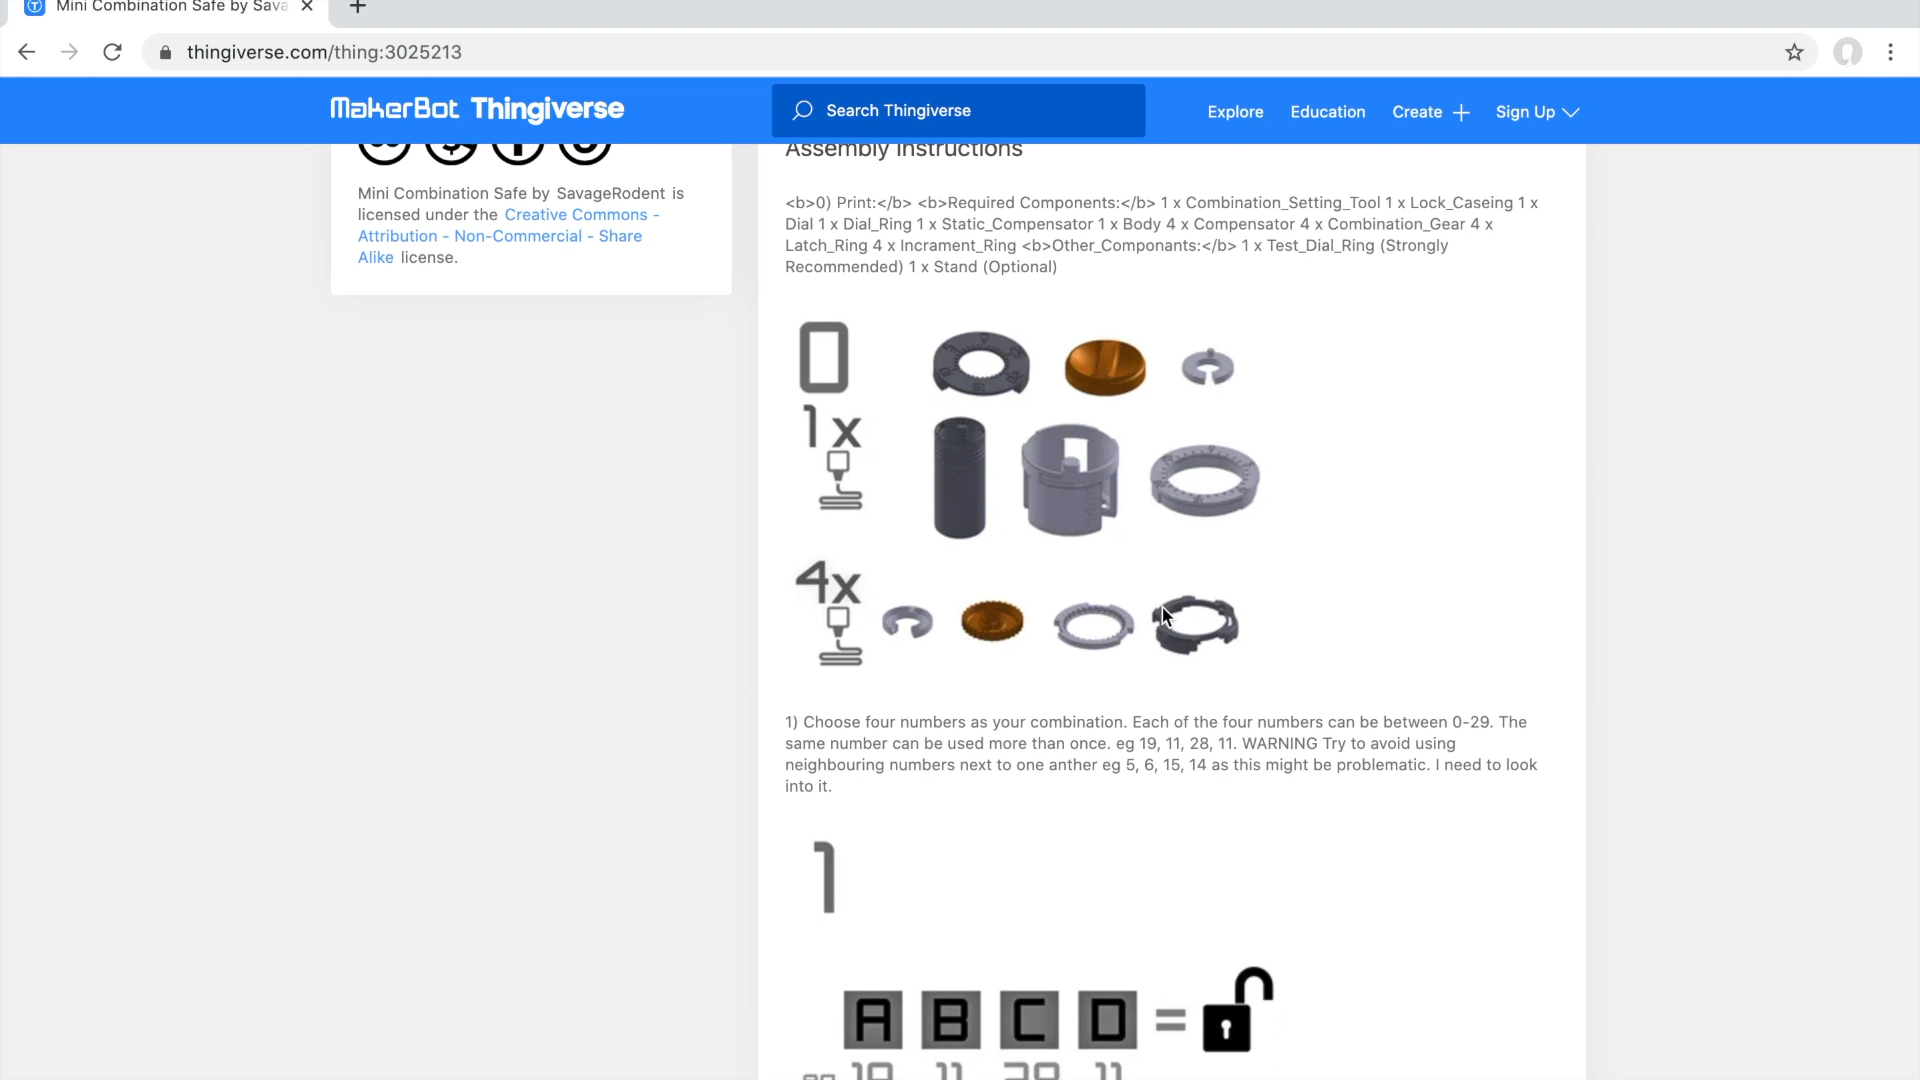 Mini Combination Safe by Sava
thingiverse.com/thing:3025213
MakerBot Thingiverse
Search Thingiverse
Explore
Education
Create
Sign Up
Mini Combination Safe by SavageRodent is
licensed under the Creative Commons -
Attribution - Non-Commercial - Share
Alike license.
Assembly Instructions
<b>0) Print:</b> <b>Required Components:</b> 1 x Combination_Setting_Tool 1 x Lock_Caseing 1 x
Dial 1 x Dial_Ring 1 x Static_Compensator 1 x Body 4 x Compensator 4 x Combination_Gear 4 x
Latch_Ring 4 x Incrament_Ring <b>Other_Componants:</b> 1 x Test_Dial_Ring (Strongly
Recommended) 1 x Stand (Optional)
0
1x
4x
1) Choose four numbers as your combination. Each of the four numbers can be between 0-29. The
same number can be used more than once. eg 19, 11, 28, 11. WARNING Try to avoid using
neighbouring numbers next to one anther eg 5, 6, 15, 14 as this might be problematic. I need to look
into it.
1
A B C D =
19 11 28 11